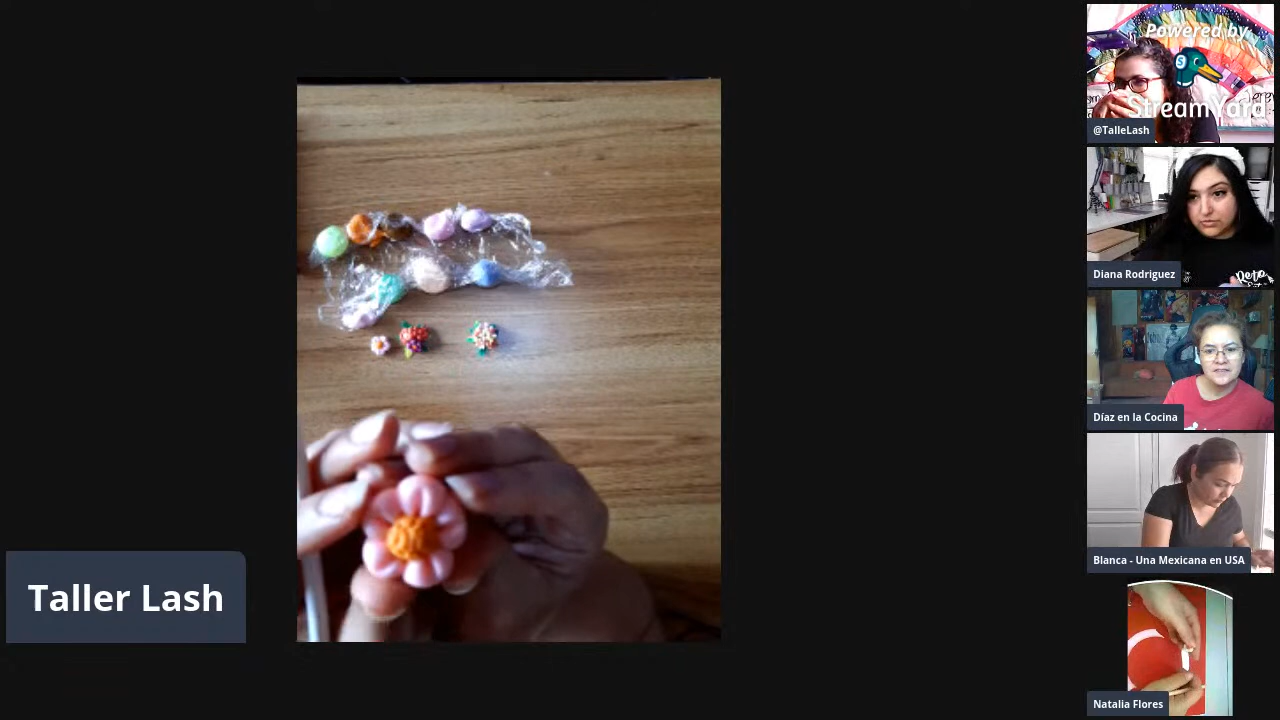 Taller Lash
Powered by
StreamYard
@TalleLash
Diana Rodriguez
Díaz en la Cocina
Blanca - Una Mexicana en USA
Natalia Flores